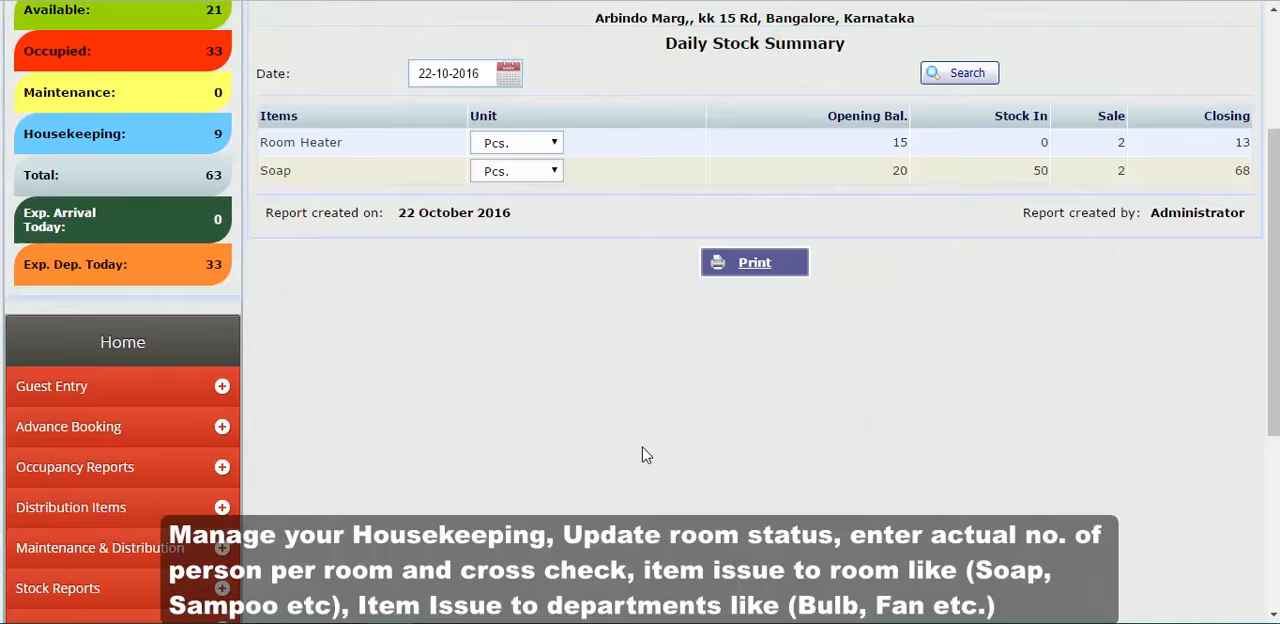 Available: 21
Occupied: 33
Maintenance: 0
Housekeeping: 9
Total: 63
Exp. Arrival
Today: 0
Exp. Dep. Today: 33
Home
Guest Entry
Advance Booking
Occupancy Reports
Distribution Items
Maintenance & Distribution
Stock Reports
Arbindo Marg,, kk 15 Rd, Bangalore, Karnataka
Daily Stock Summary
Date: 22-10-2016 Search
Items Unit Opening Bal. Stock In Sale Closing
Room Heater Pcs. 15 0 2 13
Soap Pcs. 20 50 2 68
Report created on: 22 October 2016 Report created by: Administrator
Print
Manage your Housekeeping, Update room status, enter actual no. of
person per room and cross check, item issue to room like (Soap,
Sampoo etc), Item Issue to departments like (Bulb, Fan etc.)